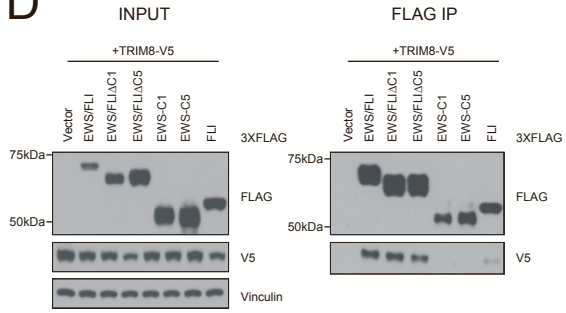 D
INPUT
FLAG IP
+TRIM8-V5
+TRIM8-V5
Vector
EWS/FLI
EWS/FLIΔC1
EWS/FLIΔC5
EWS-C1
EWS-C5
FLI
3XFLAG
Vector
EWS/FLI
EWS/FLIΔC1
EWS/FLIΔC5
EWS-C1
EWS-C5
FLI
3XFLAG
75kDa
FLAG
50kDa
V5
Vinculin
75kDa
FLAG
50kDa
V5